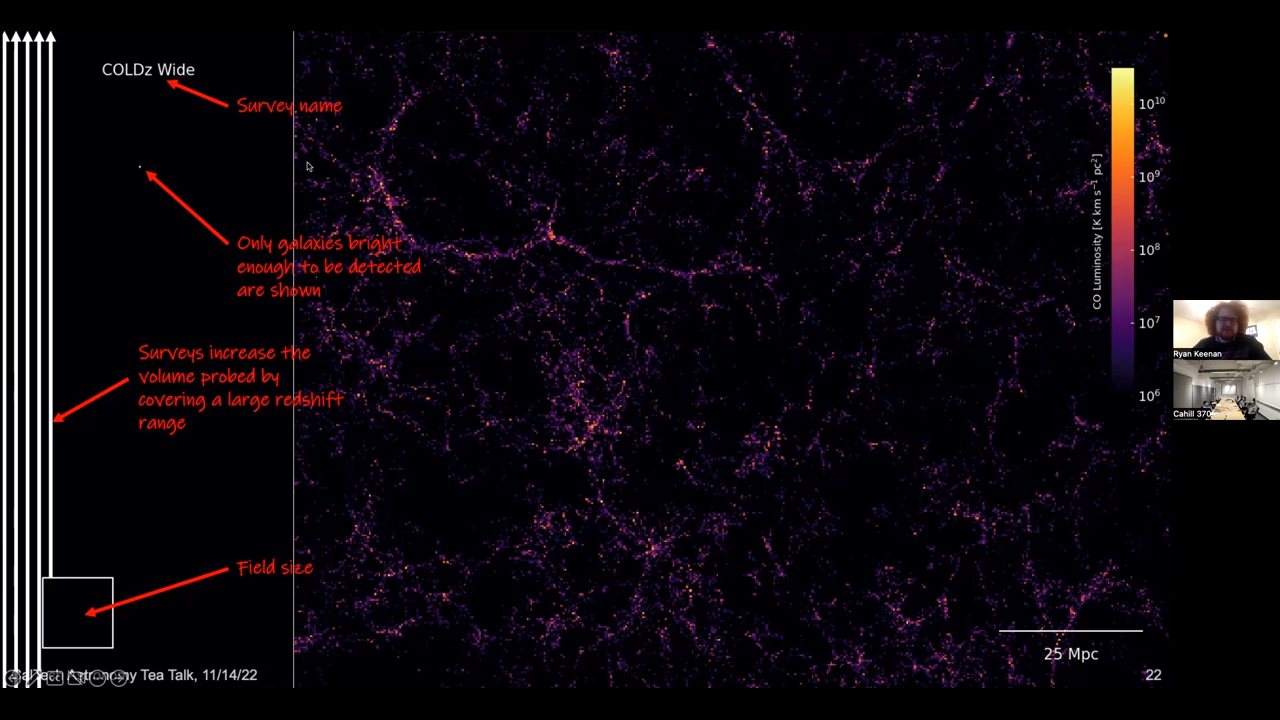 COLDz Wide
Survey name
Only galaxies bright
enough to be detected
are shown
Surveys increase the
volume probed by
covering a large redshift
range
Field size
CalTech Astronomy Tea Talk, 11/14/22
CO Luminosity [K km s⁻¹ pc²]
10¹⁰
10⁹
10⁸
10⁷
10⁶
25 Mpc
22
Ryan Keenan
Cahill 370